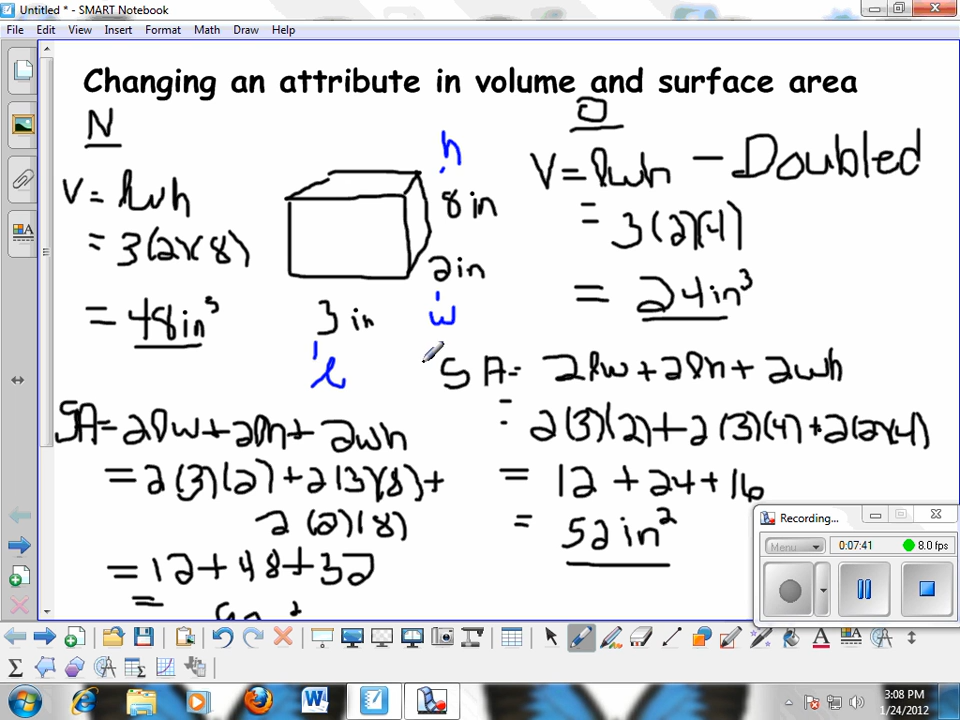 Untitled * - SMART Notebook
File Edit View Insert Format Math Draw Help
Changing an attribute in volume and surface area
N
V = lwh
= 3(2)(8)
= 48in³
h
8 in
2 in
w
3 in
l
SA = 2lw + 2lh + 2wh
= 2(3)(2) + 2(3)(8) +
2(2)(8)
= 12 + 48 + 32
=
O
V = lwh - Doubled
= 3(2)(4)
= 24in³
SA = 2lw + 2lh + 2wh
= 2(3)(2) + 2(3)(4) + 2(2)(4)
= 12 + 24 + 16
= 52 in²
Recording...
Menu 0:07:41 8.0 fps
3:08 PM
1/24/2012